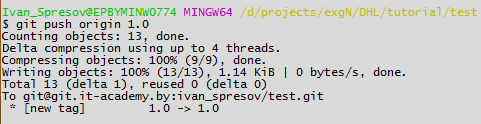 Ivan_Spresov@EPBYMINW0774 MINGW64 /d/projects/exgN/DHL/tutorial/test
$ git push origin 1.0
Counting objects: 13, done.
Delta compression using up to 4 threads.
Compressing objects: 100% (9/9), done.
Writing objects: 100% (13/13), 1.14 KiB | 0 bytes/s, done.
Total 13 (delta 1), reused 0 (delta 0)
To git@git.it-academy.by:ivan_spresov/test.git
 * [new tag]         1.0 -> 1.0